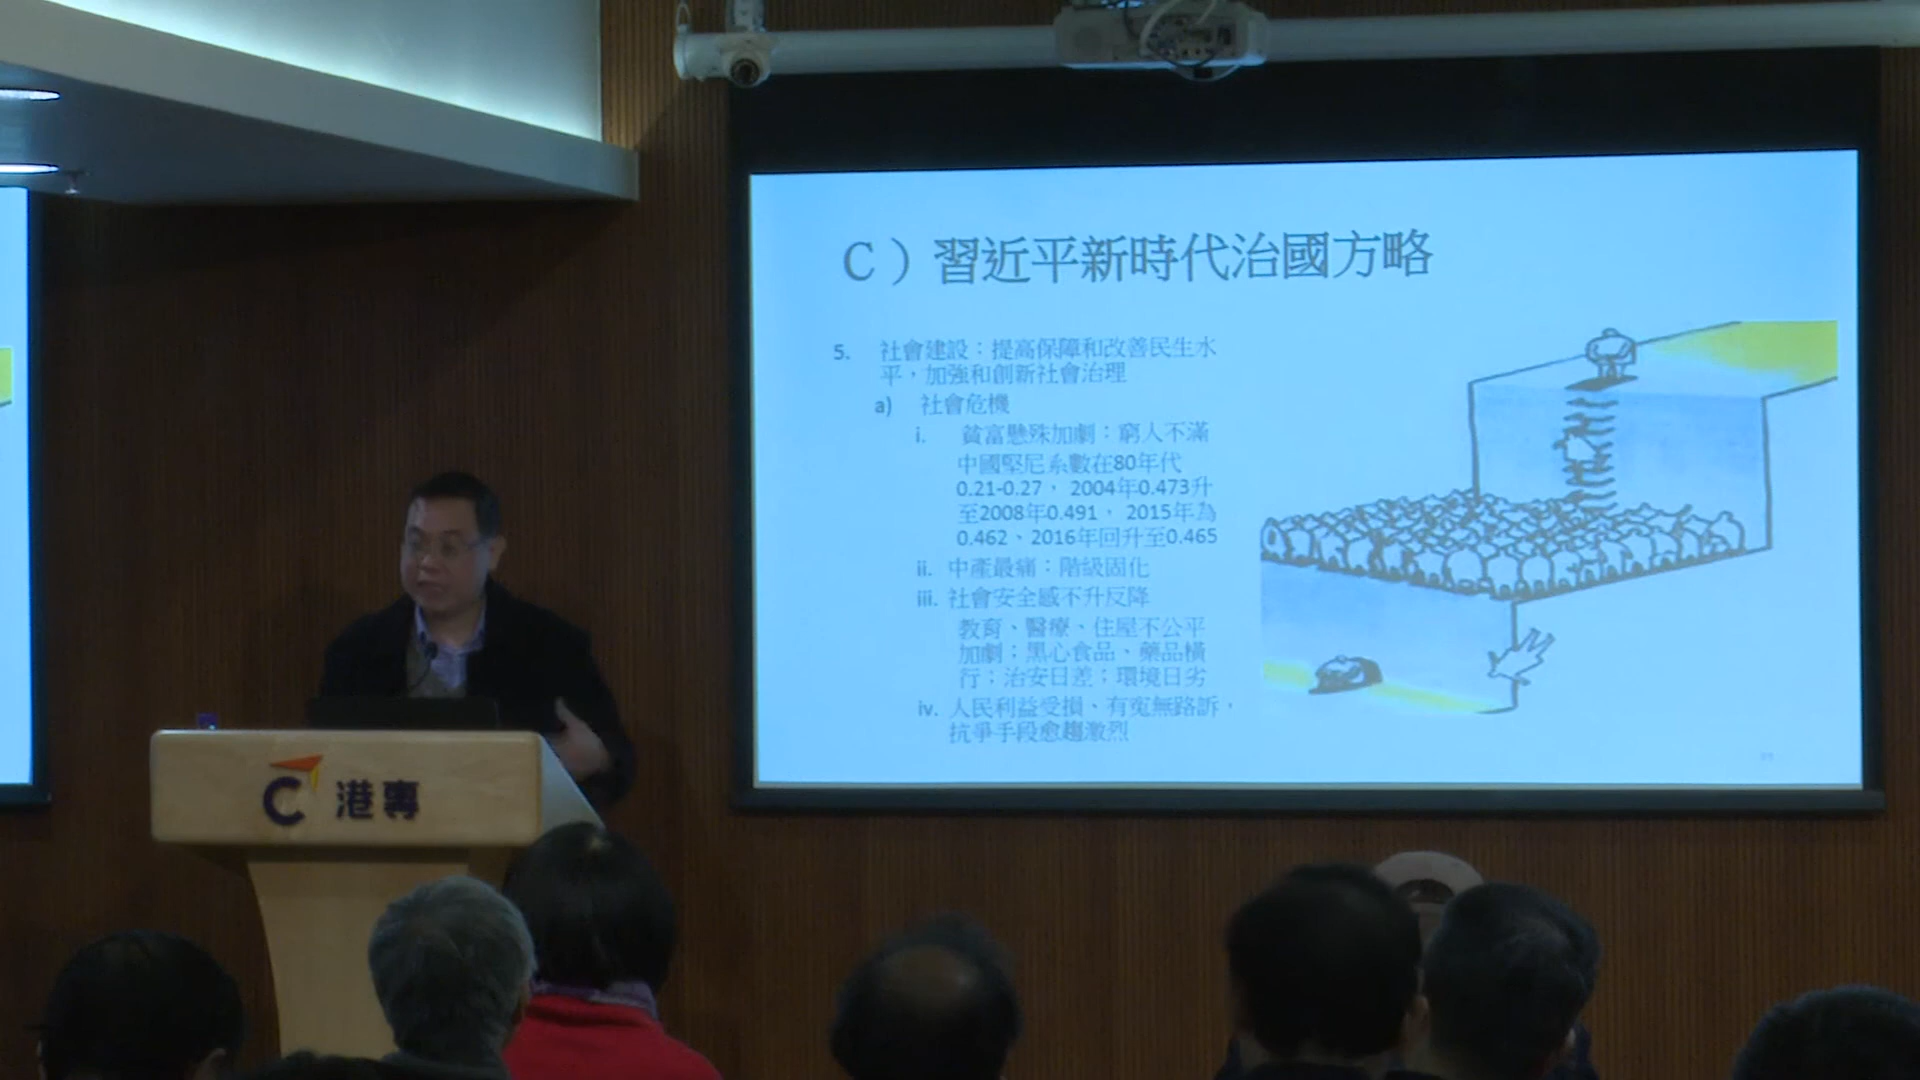 C）習近平新時代治國方略
5. 社會建設：提高保障和改善民生水
平，加強和創新社會治理
a) 社會危機
i. 貧富懸殊加劇：窮人不滿
中國堅尼系數在80年代
0.21-0.27， 2004年0.473升
至2008年0.491， 2015年為
0.462、2016年回升至0.465
ii. 中產最痛：階級固化
iii. 社會安全感不升反降
教育、醫療、住屋不公平
加劇；黑心食品、藥品橫
行；治安日差；環境日劣
iv. 人民利益受損、有冤無路訴，
抗爭手段愈趨激烈
港專